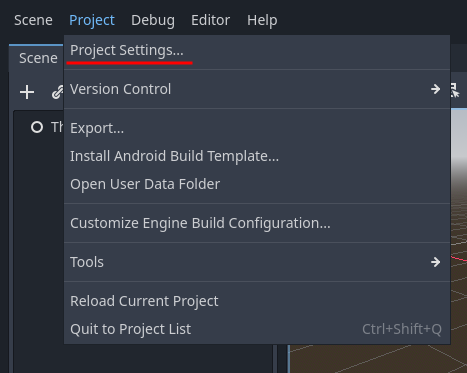 Scene Project Debug Editor Help
Scene
Project Settings...
Version Control
Export...
Install Android Build Template...
Open User Data Folder
Customize Engine Build Configuration...
Tools
Reload Current Project
Quit to Project List Ctrl+Shift+Q